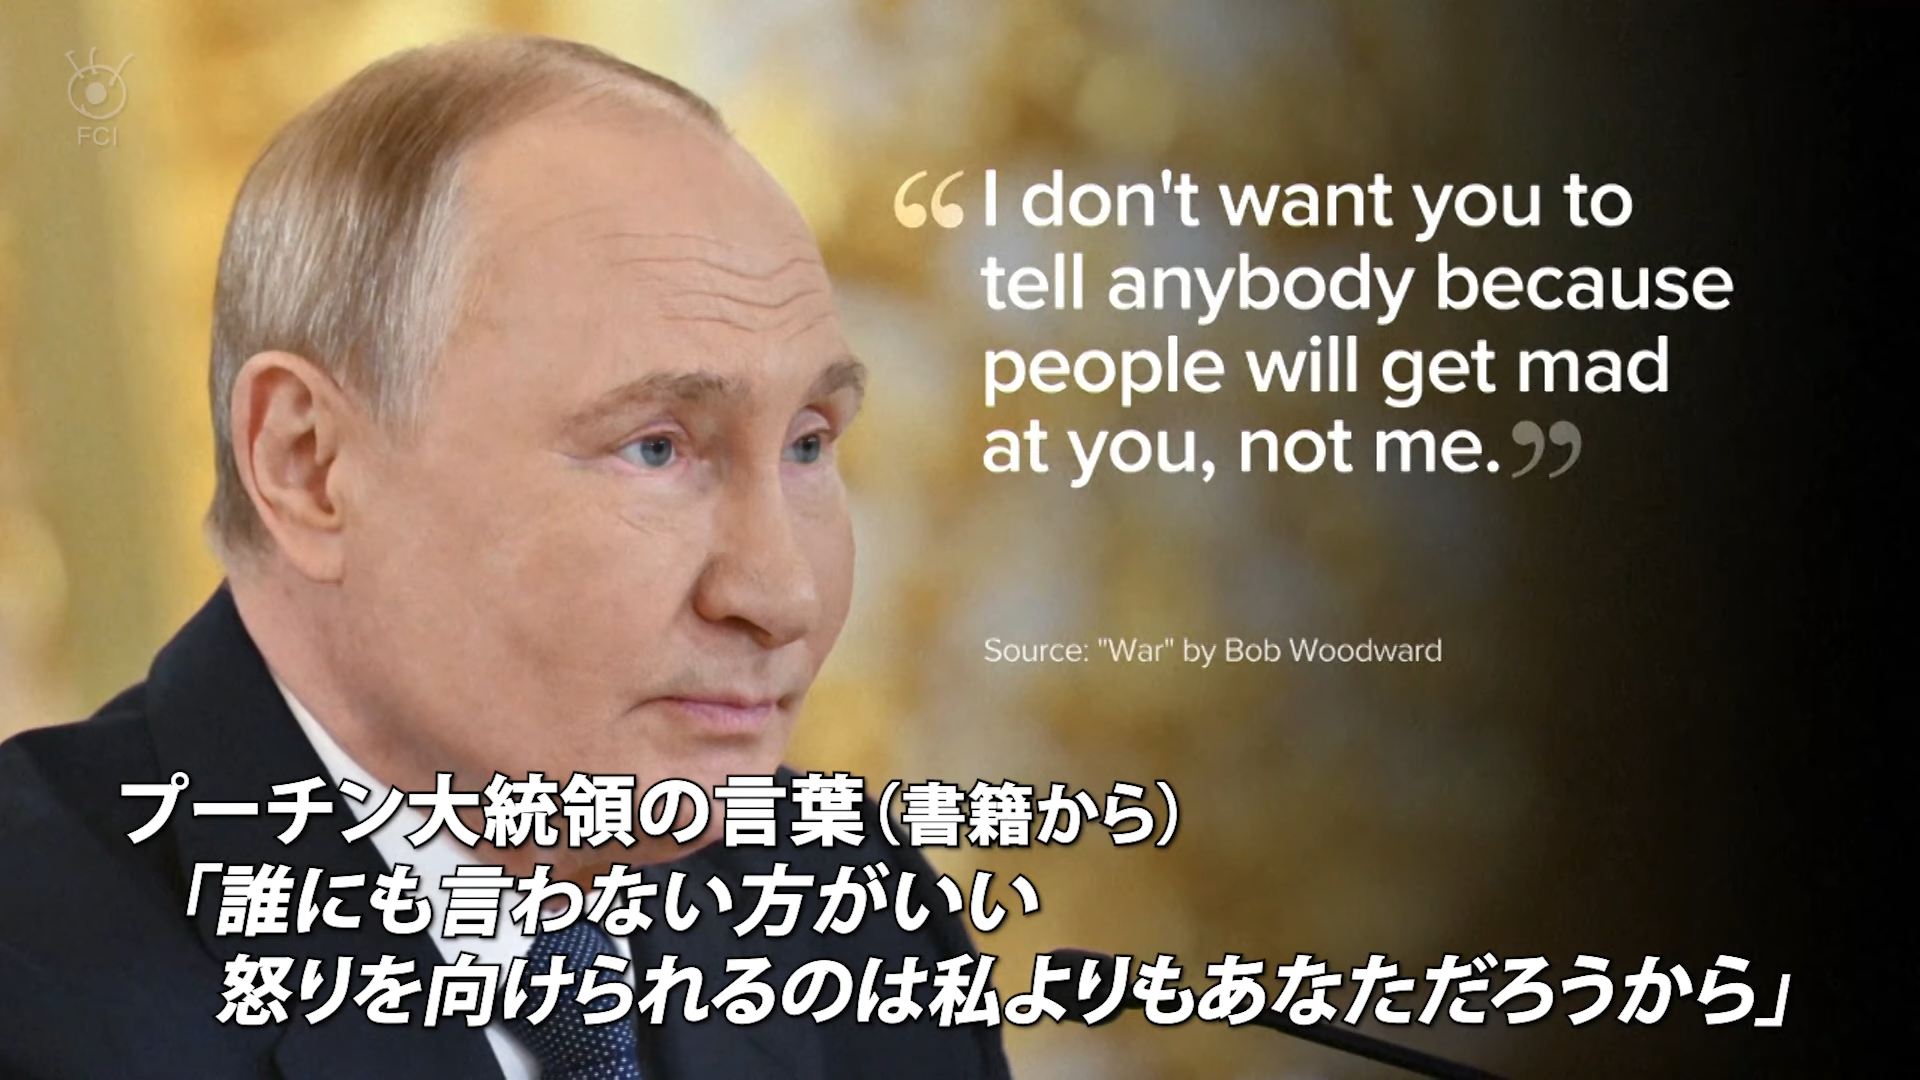 FCI
“I don't want you to
tell anybody because
people will get mad
at you, not me.”
Source: "War" by Bob Woodward
プーチン大統領の言葉（書籍から）
「誰にも言わない方がいい
怒りを向けられるのは私よりもあなただろうから」